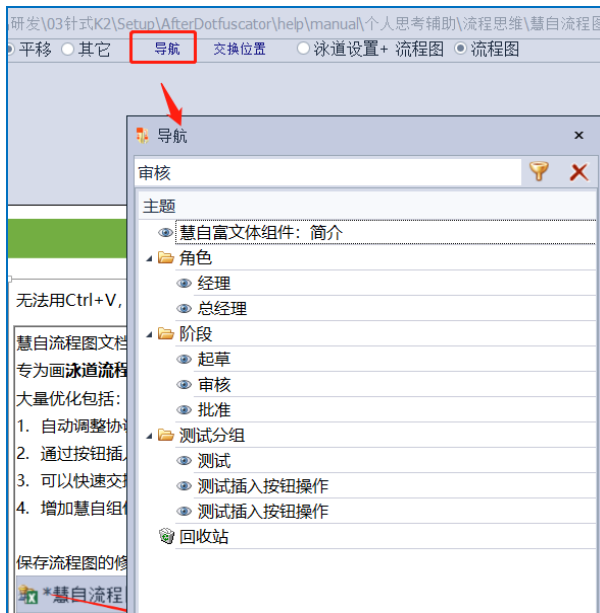 研发\03针式K2\Setup\AfterDotfuscator\help\manual\个人思考辅助\流程思维\慧自流程图
平移 其它 导航 交换位置 泳道设置+ 流程图 流程图
导航
审核
主题
慧自富文体组件：简介
角色
经理
总经理
阶段
起草
审核
批准
测试分组
测试
测试插入按钮操作
测试插入按钮操作
回收站
无法用Ctrl+V，
慧自流程图文档
专为画泳道流程
大量优化包括：
1. 自动调整协
2. 通过按钮插
3. 可以快速交
4. 增加慧自组
保存流程图的修
*慧自流程